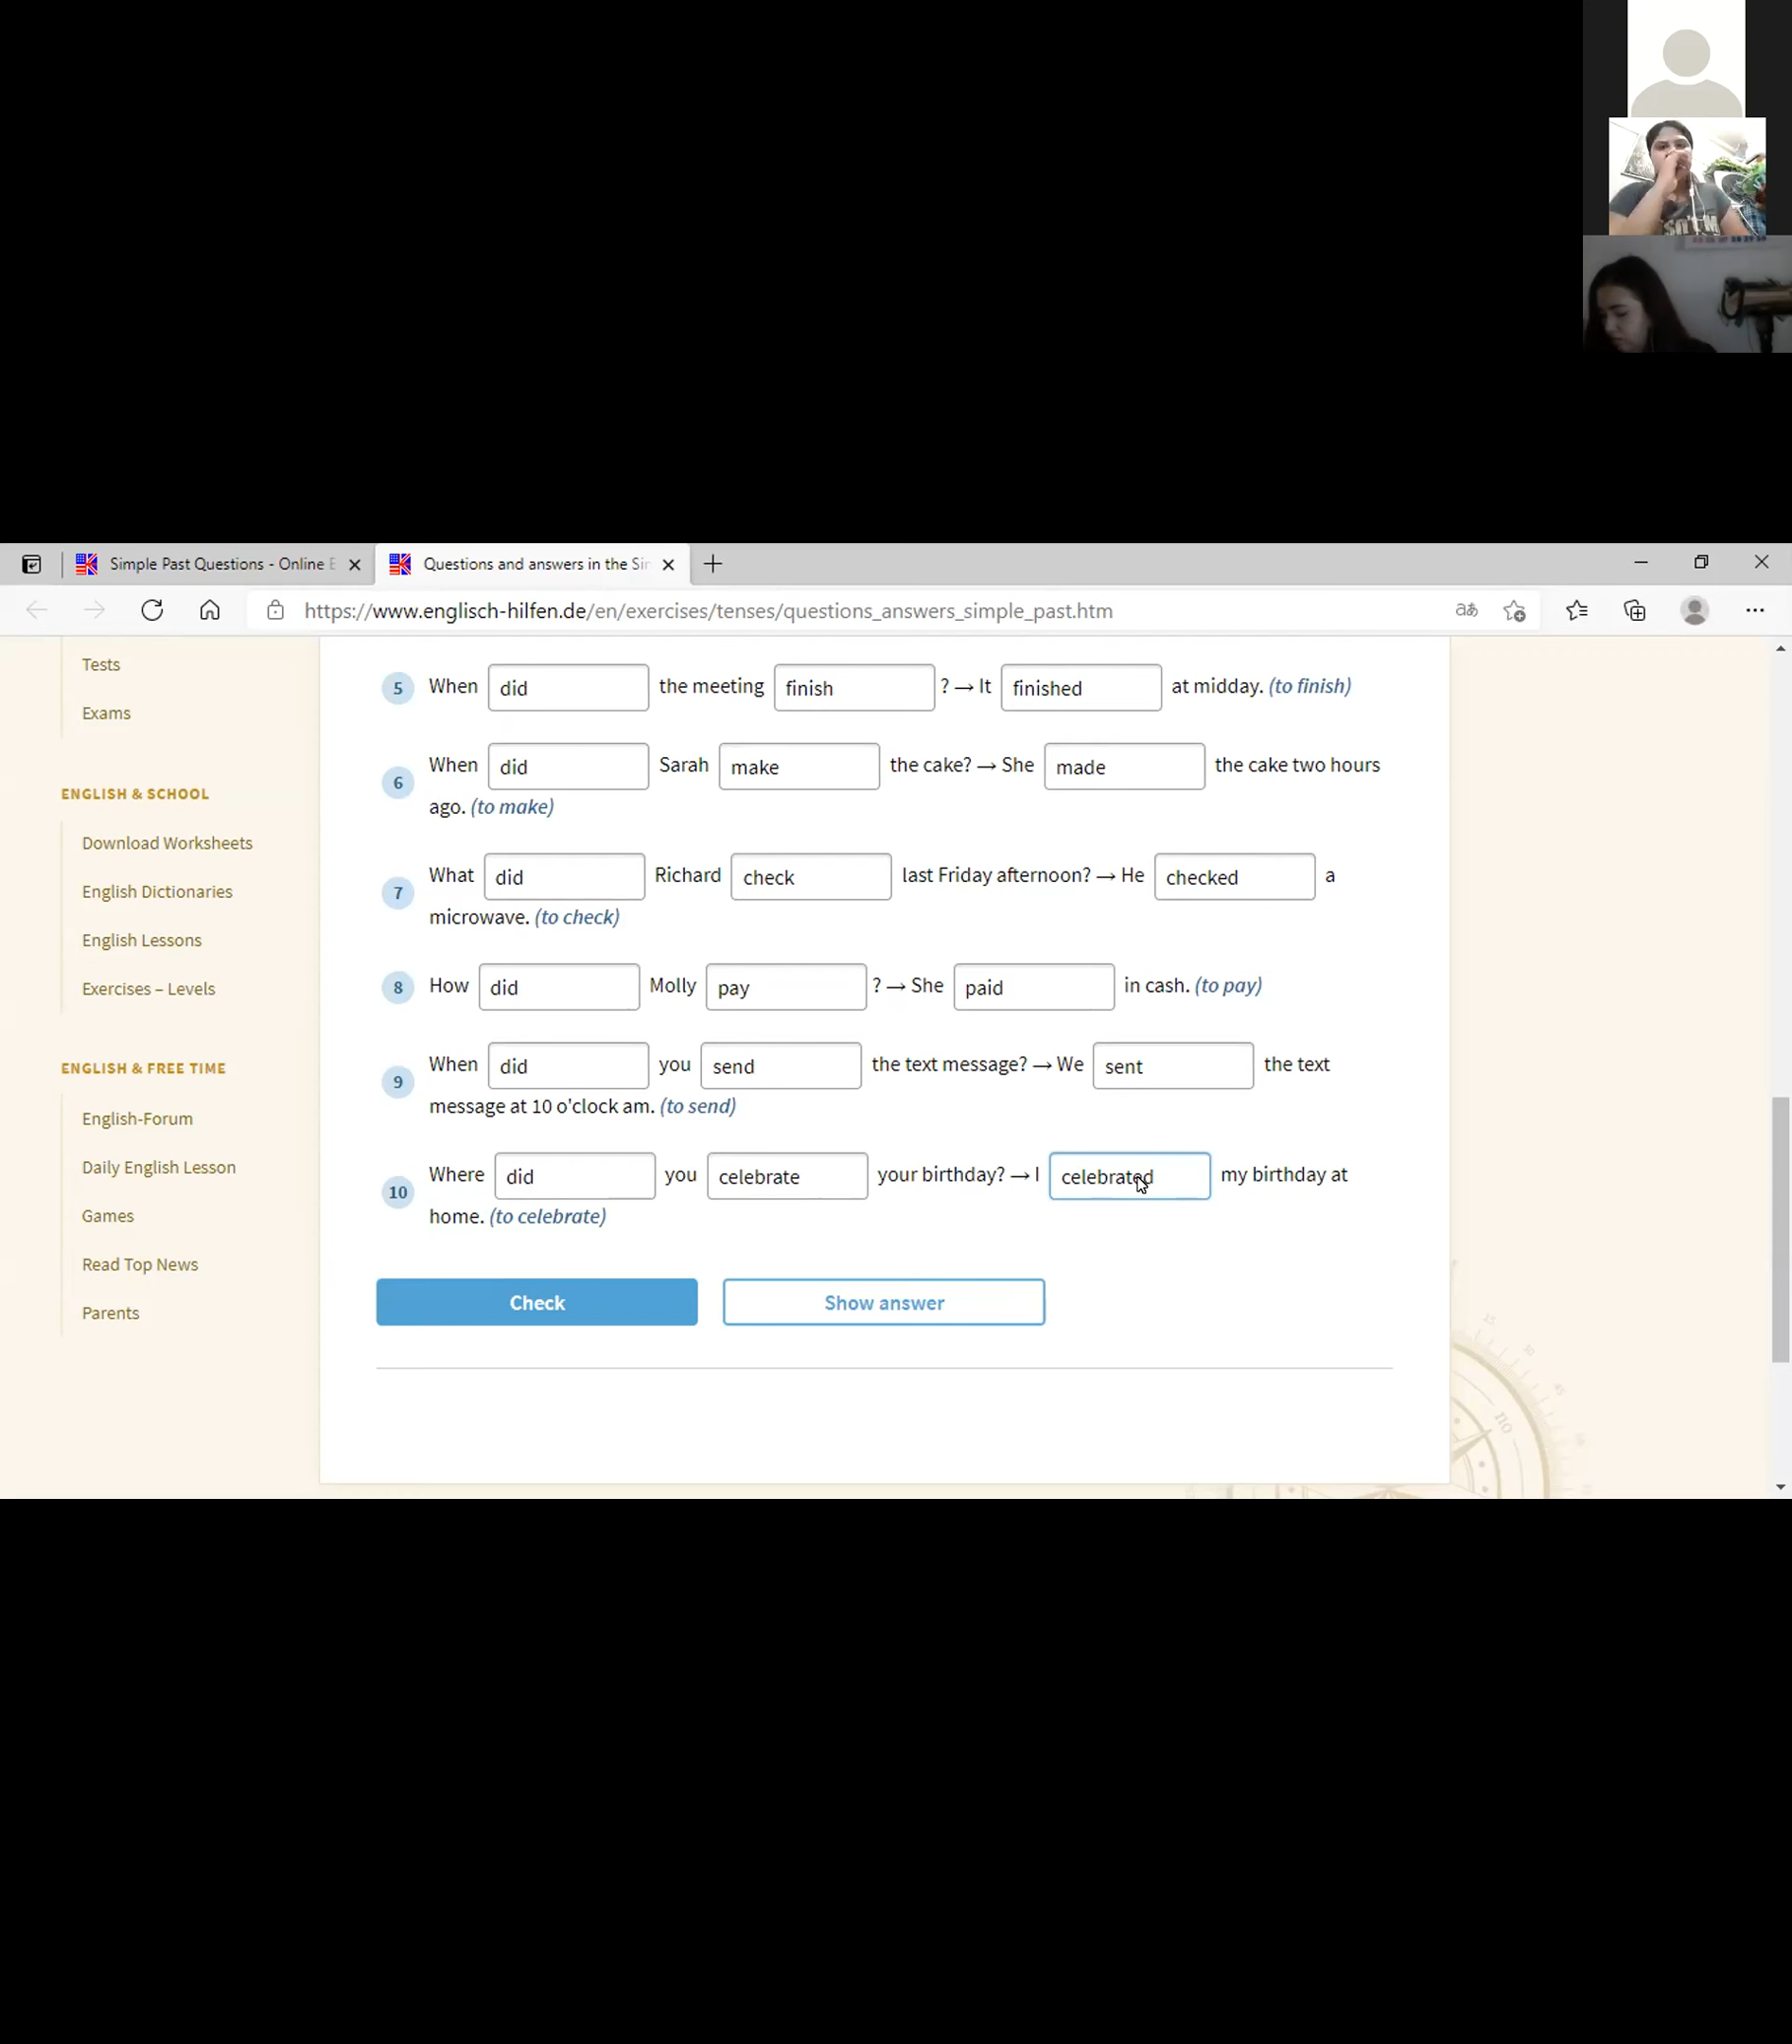 Simple Past Questions - Online E
Questions and answers in the Sir
https://www.englisch-hilfen.de/en/exercises/tenses/questions_answers_simple_past.htm
Tests
Exams
ENGLISH & SCHOOL
Download Worksheets
English Dictionaries
English Lessons
Exercises – Levels
ENGLISH & FREE TIME
English-Forum
Daily English Lesson
Games
Read Top News
Parents
5 When did the meeting finish ? → It finished at midday. (to finish)
6 When did Sarah make the cake? → She made the cake two hours
ago. (to make)
7 What did Richard check last Friday afternoon? → He checked a
microwave. (to check)
8 How did Molly pay ? → She paid in cash. (to pay)
9 When did you send the text message? → We sent the text
message at 10 o'clock am. (to send)
10 Where did you celebrate your birthday? → I celebrated my birthday at
home. (to celebrate)
Check
Show answer